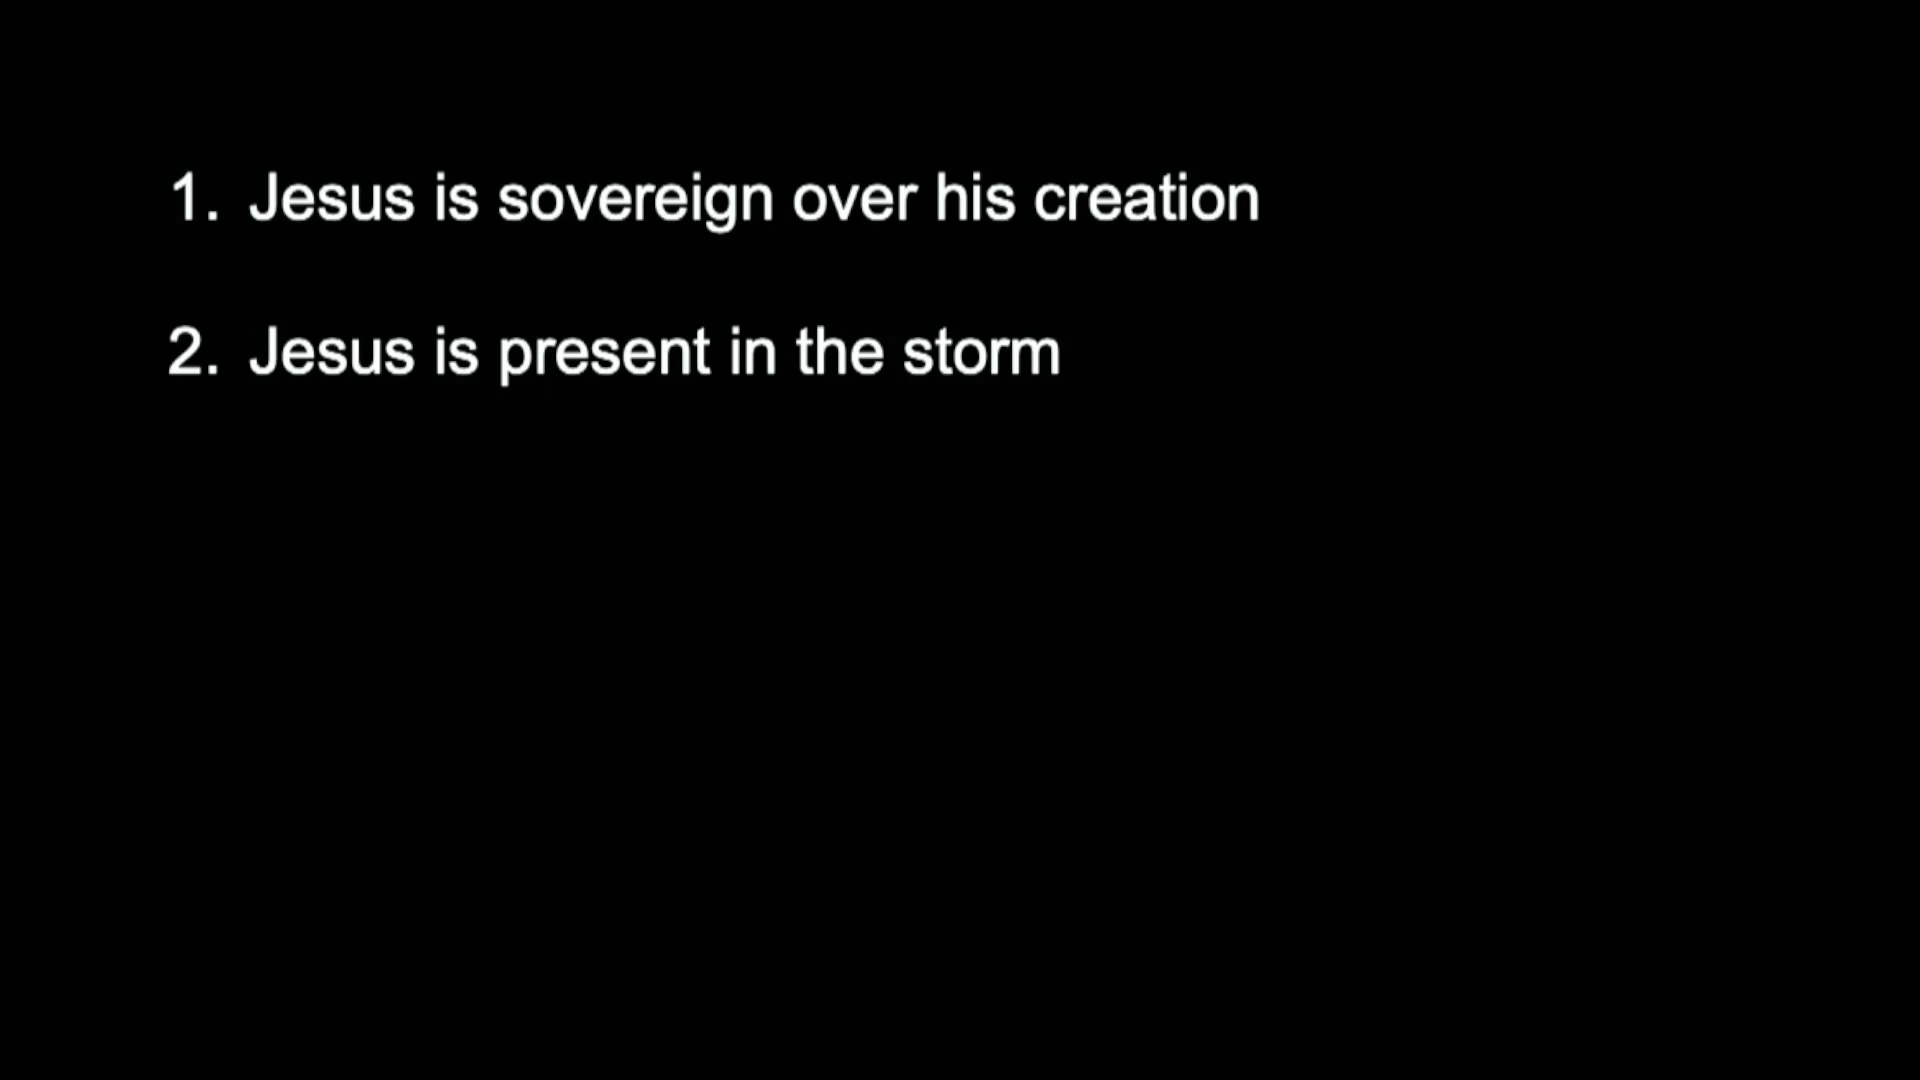 1. Jesus is sovereign over his creation
2. Jesus is present in the storm